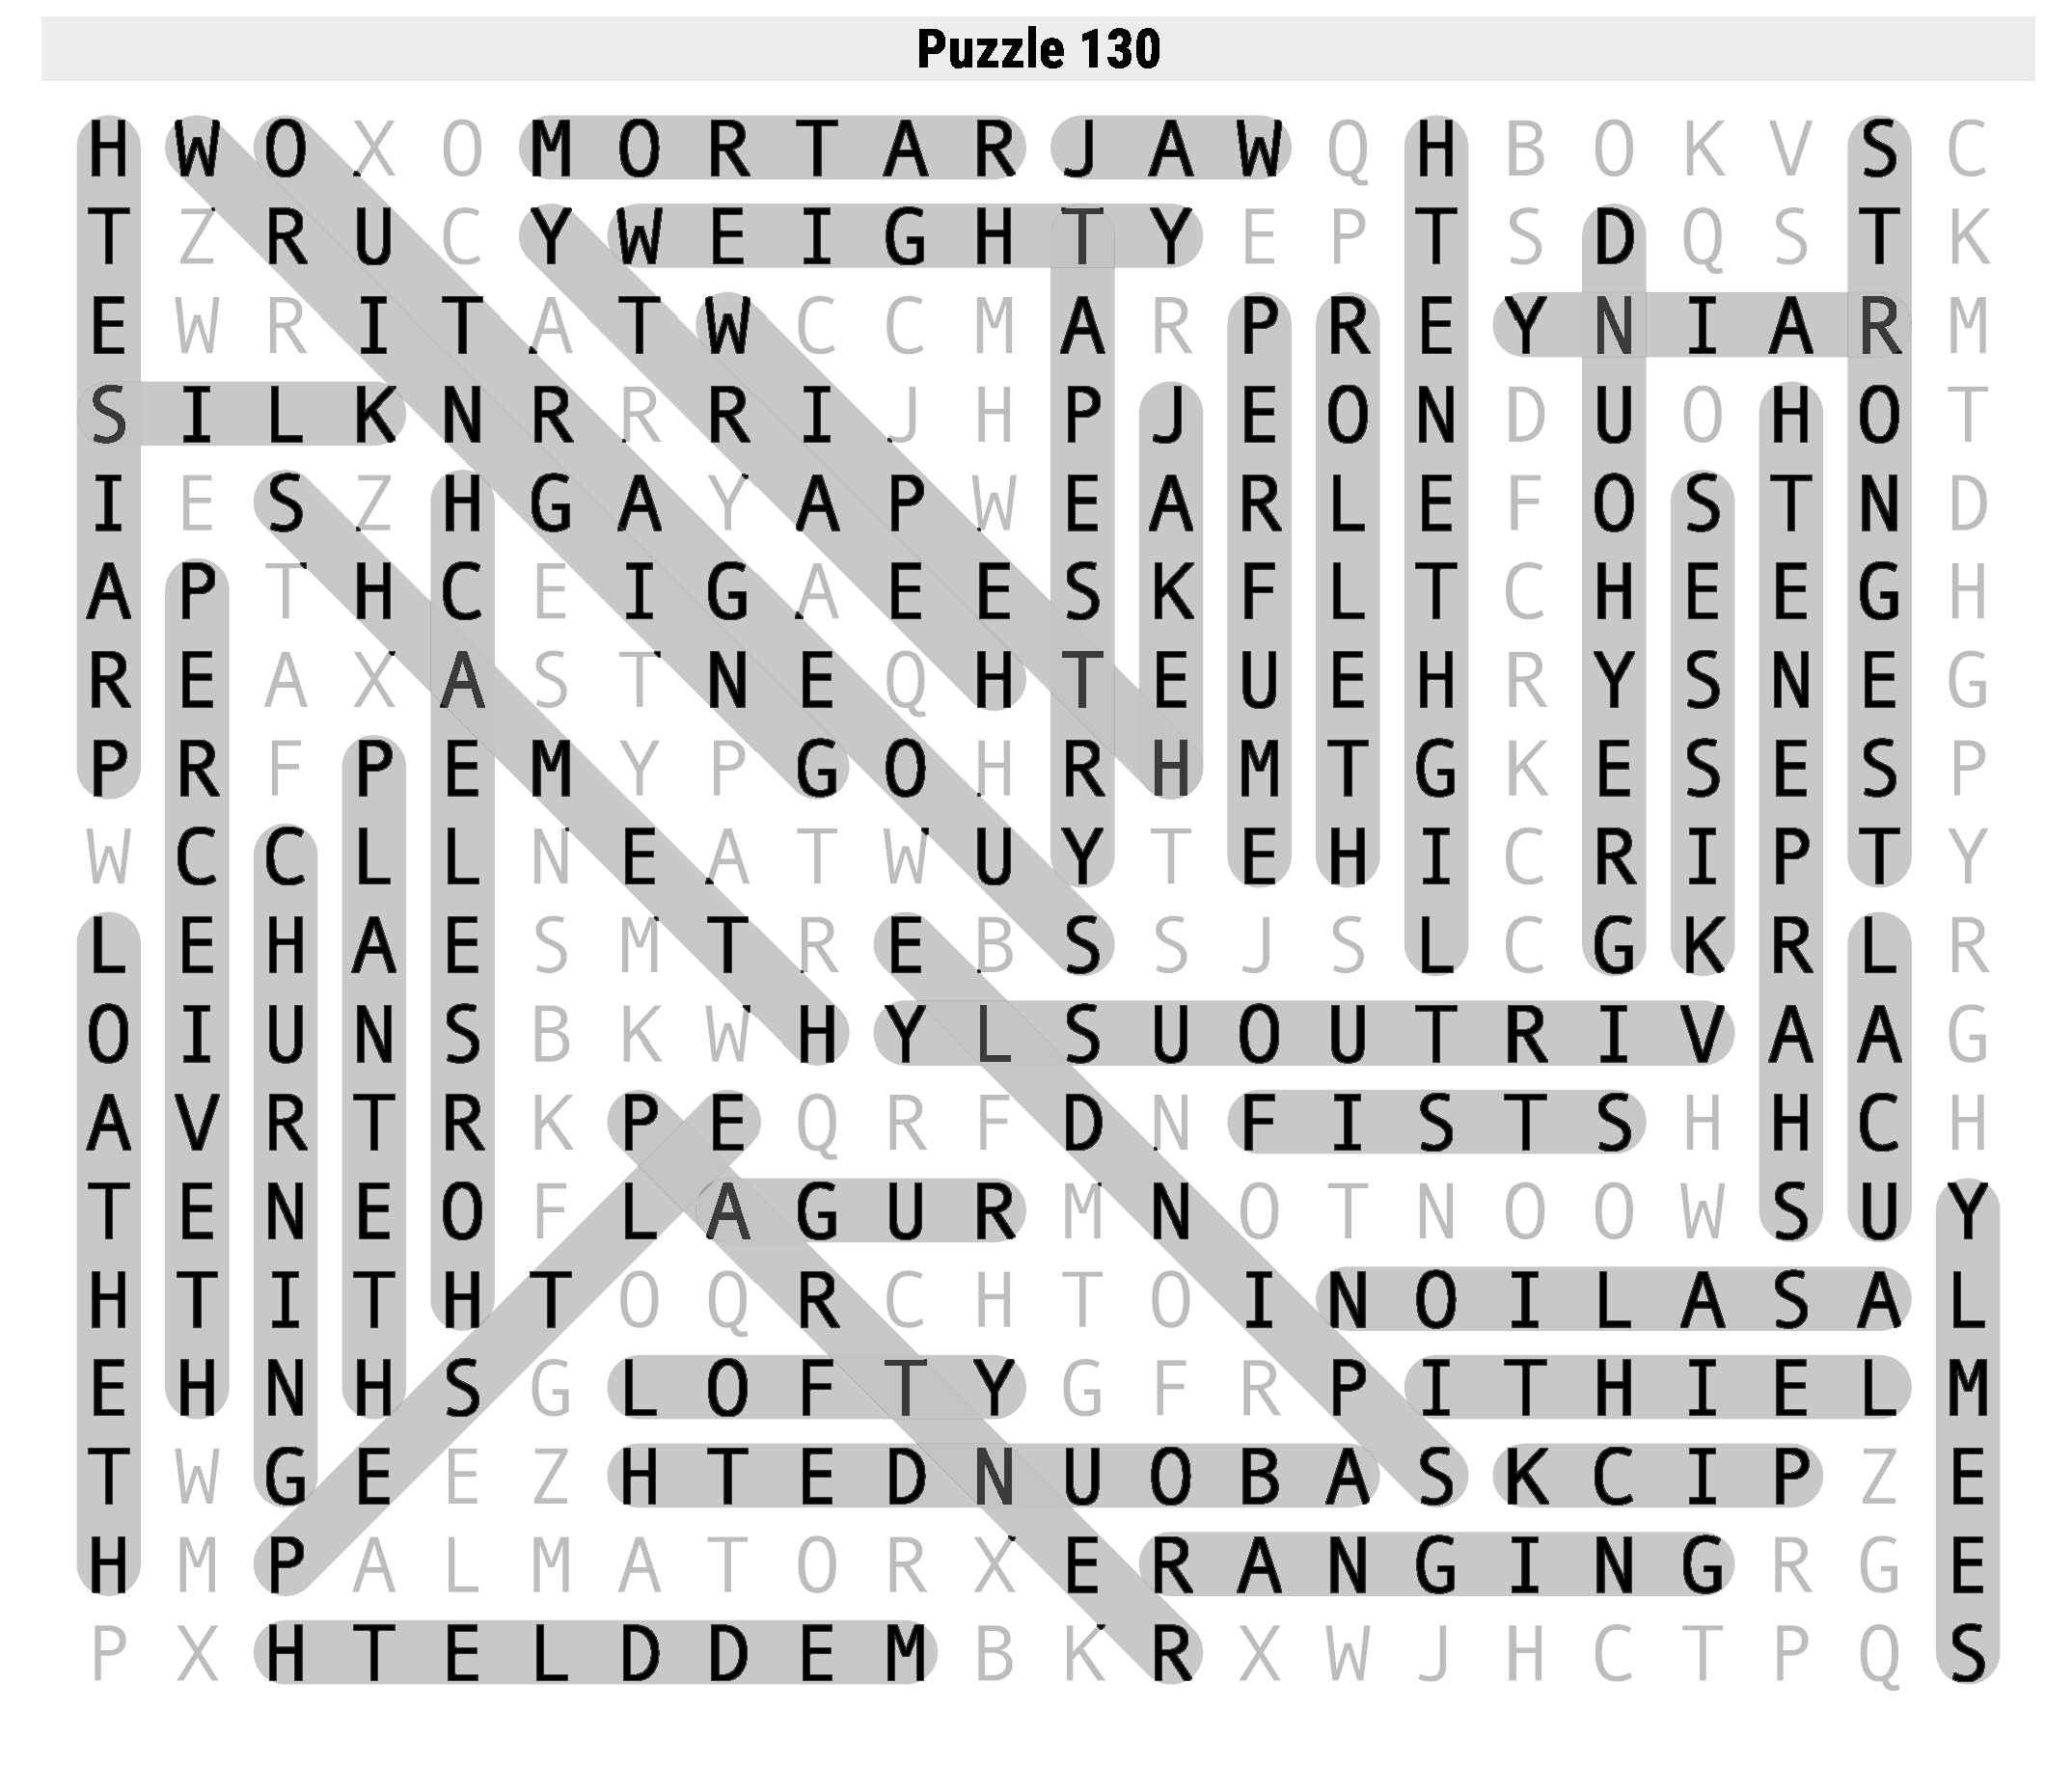 Puzzle 130
H W O X O M O R T A R J A W Q H B O K V S C
T Z R U C Y W E I G H T Y E P T S D Q S T K
E W R I T A T W C C M A R P R E Y N I A R M
S I L K N R R R I J H P J E O N D U O H O T
I E S Z H G A Y A P W E A R L E F O S T N D
A P T H C E I G A E E S K F L T C H E E G H
R E A X A S T N E Q H T E U E H R Y S N E G
P R F P E M Y P G O H R H M T G K E S E S P
W C C L L N E A T W U Y T E H I C R I P T Y
L E H A E S M T R E B S S J S L C G K R L R
O I U N S B K W H Y L S U O U T R I V A A G
A V R T R K P E Q R F D N F I S T S H H C H
T E N E O F L A G U R M N O T N O O W S U Y
H T I T H T O Q R C H T O I N O I L A S A L
E H N H S G L O F T Y G F R P I T H I E L M
T W G E E Z H T E D N U O B A S K C I P Z E
H M P A L M A T O R X E R A N G I N G R G E
P X H T E L D D E M B K R X W J H C T P Q S